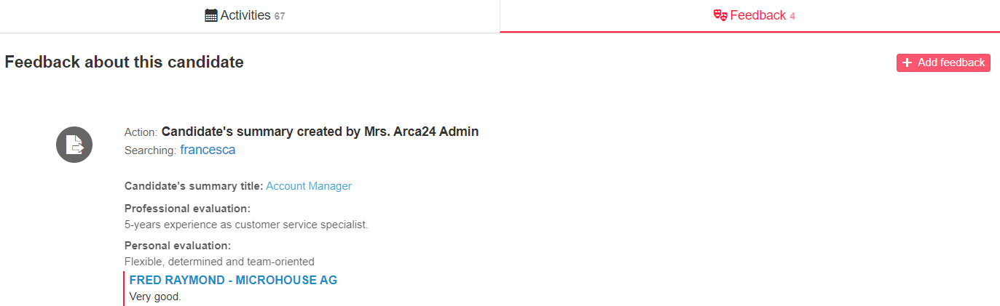 Activities 67
Feedback 4
Feedback about this candidate
+ Add feedback
Action: Candidate's summary created by Mrs. Arca24 Admin
Searching: francesca
Candidate's summary title: Account Manager
Professional evaluation:
5-years experience as customer service specialist.
Personal evaluation:
Flexible, determined and team-oriented
FRED RAYMOND - MICROHOUSE AG
Very good.